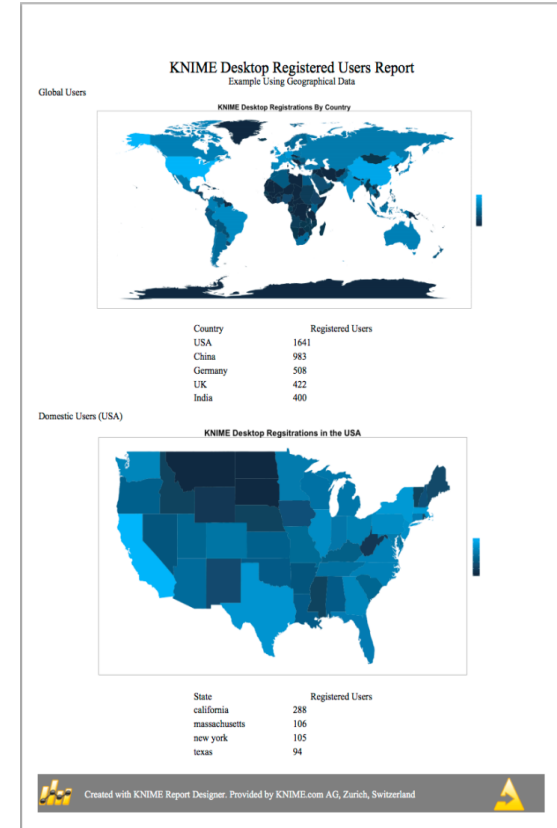 KNIME Desktop Registered Users Report
Example Using Geographical Data
Global Users
KNIME Desktop Registrations By Country
Country Registered Users
USA 1641
China 983
Germany 508
UK 422
India 400
Domestic Users (USA)
KNIME Desktop Regsitrations in the USA
State Registered Users
california 288
massachusetts 106
new york 105
texas 94
Created with KNIME Report Designer. Provided by KNIME.com AG, Zurich, Switzerland